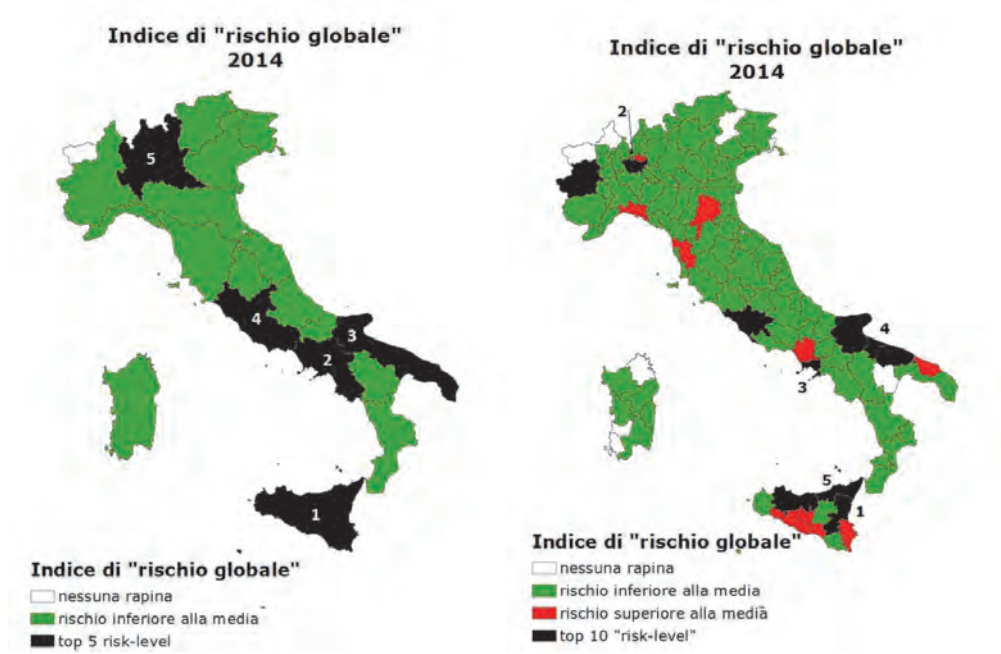 Indice di "rischio globale"
2014
5
4
3
2
1
Indice di "rischio globale"
nessuna rapina
rischio inferiore alla media
top 5 risk-level
Indice di "rischio globale"
2014
2
4
3
5
1
Indice di "rischio globale"
nessuna rapina
rischio inferiore alla media
rischio superiore alla media
top 10 "risk-level"